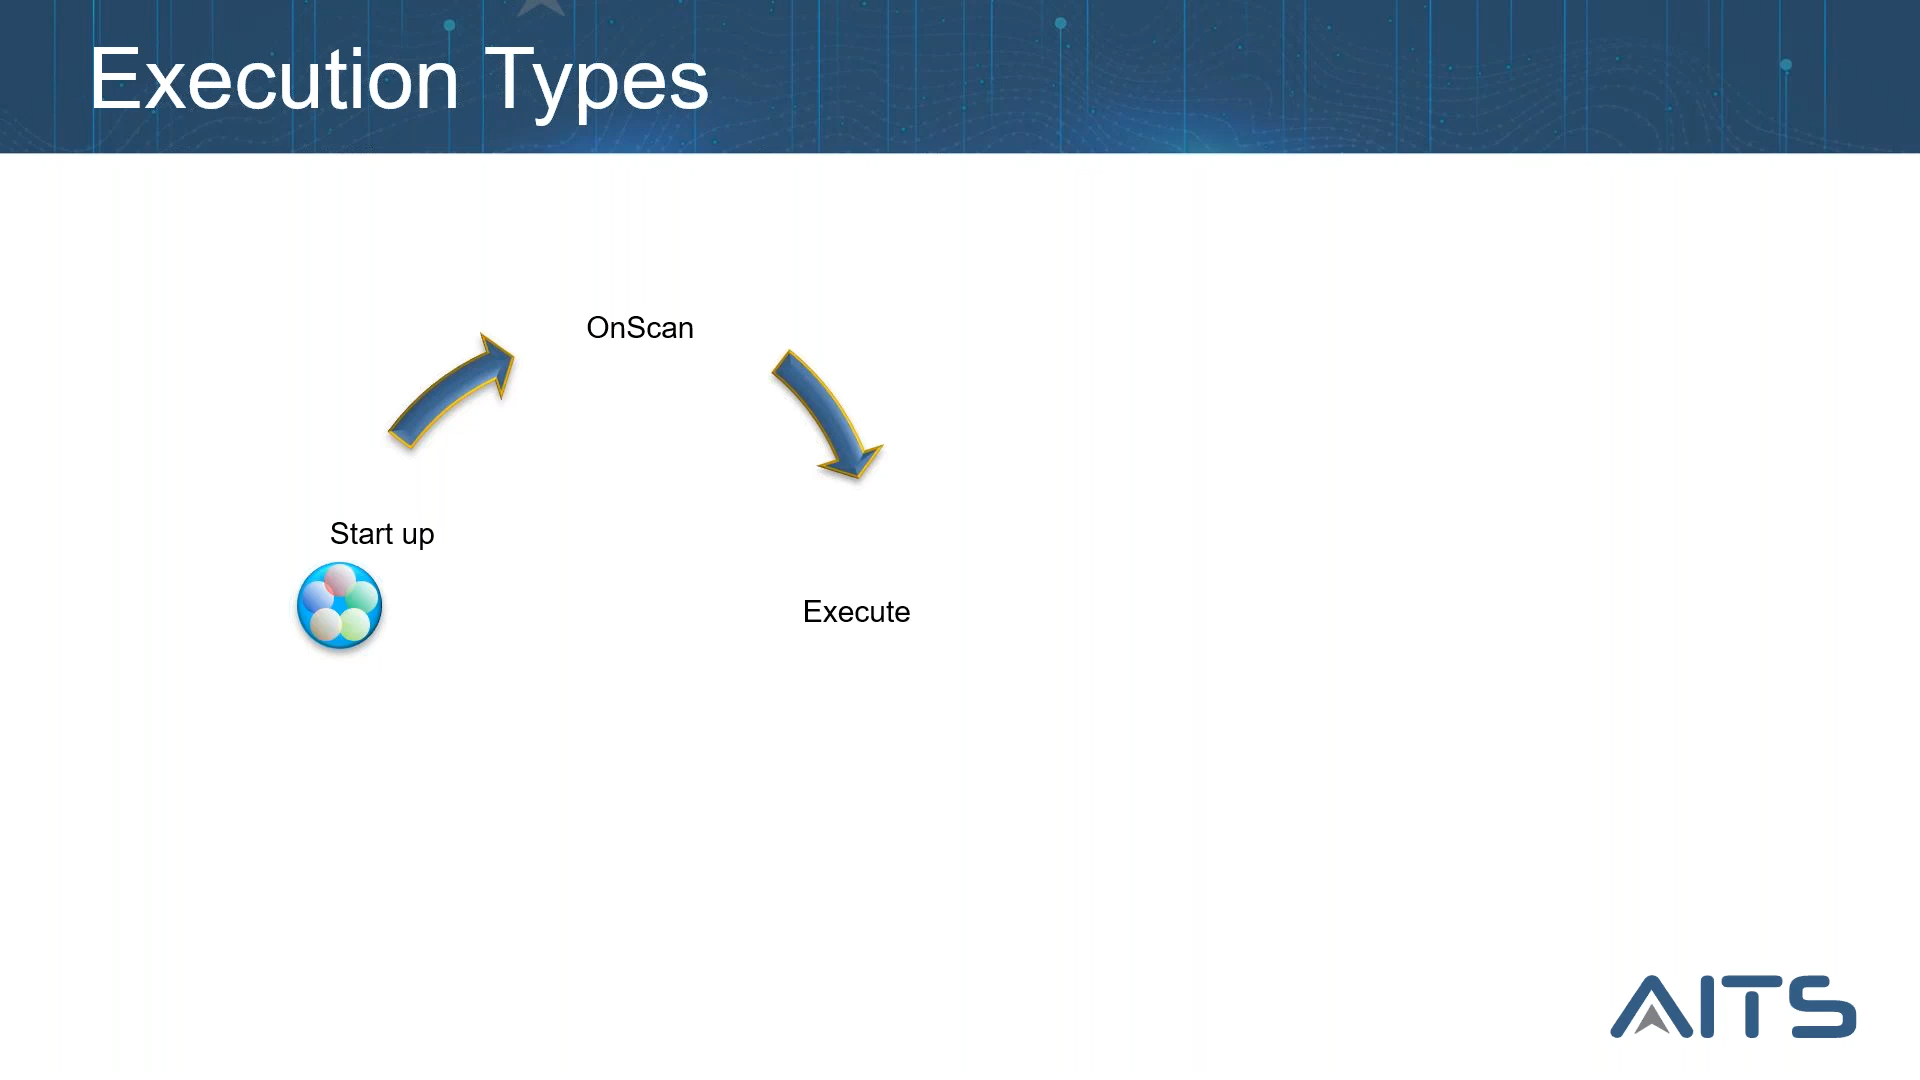 Execution Types
OnScan
Start up
Execute
AITS